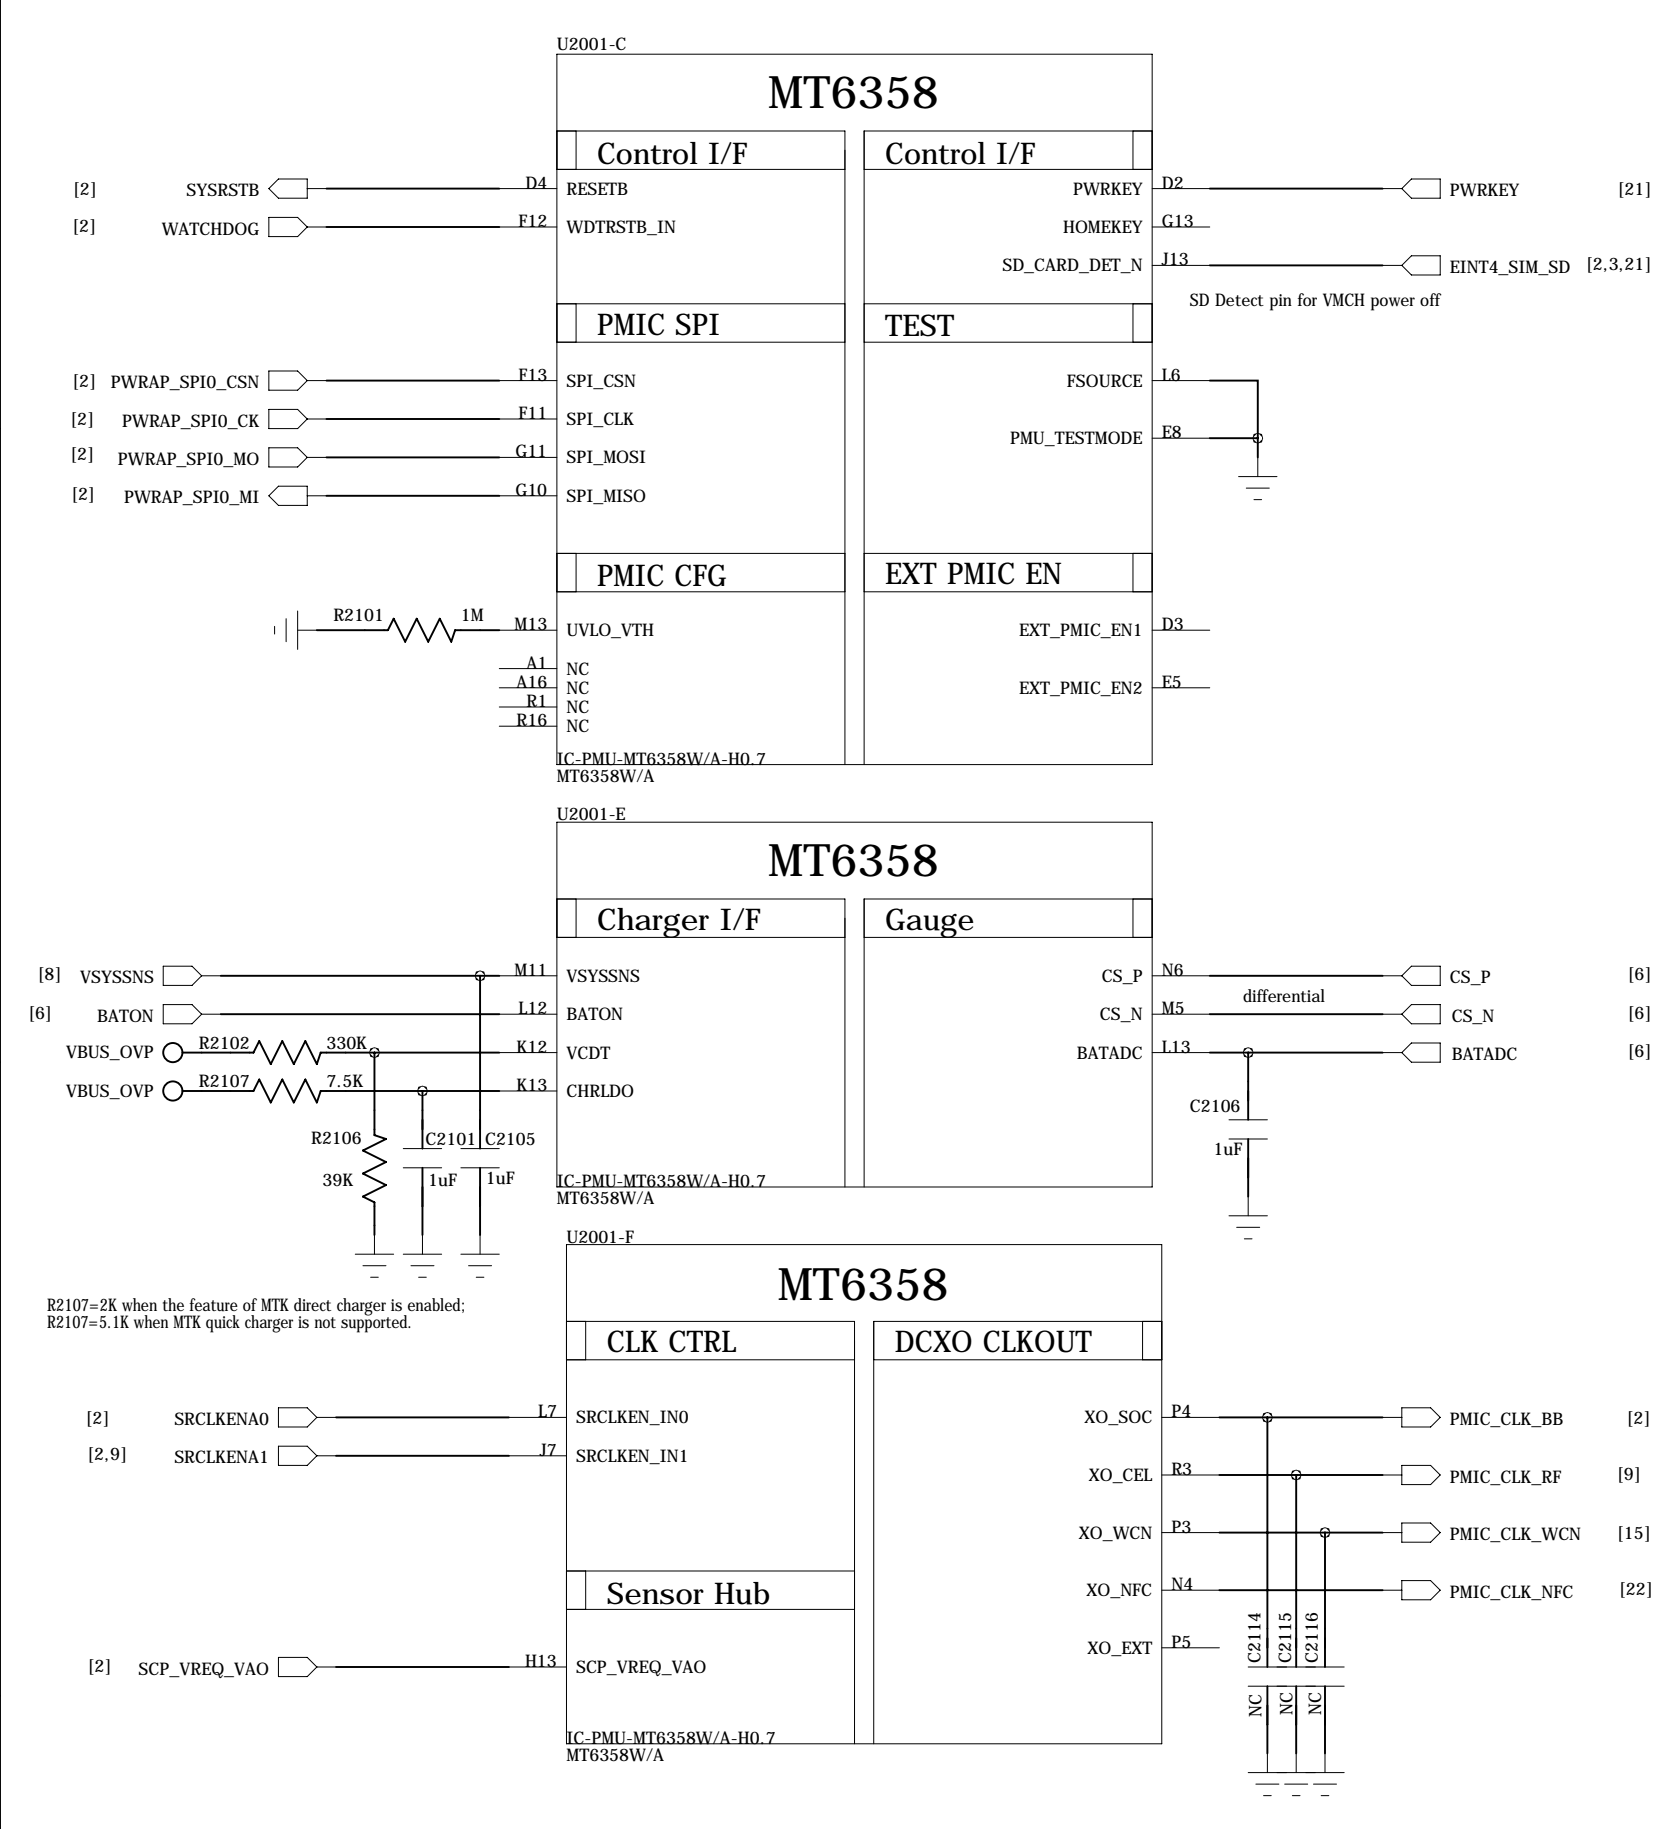 U2001-C
MT6358
Control I/F
Control I/F
[2] SYSRSTB D4 RESETB
PWRKEY D2 PWRKEY [21]
[2] WATCHDOG F12 WDTRSTB_IN
HOMEKEY G13
SD_CARD_DET_N J13 EINT4_SIM_SD [2,3,21]
SD Detect pin for VMCH power off
PMIC SPI
TEST
[2] PWRAP_SPI0_CSN F13 SPI_CSN
FSOURCE L6
[2] PWRAP_SPI0_CK F11 SPI_CLK
PMU_TESTMODE E8
[2] PWRAP_SPI0_MO G11 SPI_MOSI
[2] PWRAP_SPI0_MI G10 SPI_MISO
PMIC CFG
EXT PMIC EN
R2101 1M M13 UVLO_VTH
EXT_PMIC_EN1 D3
A1 NC
A16 NC
EXT_PMIC_EN2 E5
R1 NC
R16 NC
IC-PMU-MT6358W/A-H0.7
MT6358W/A
U2001-E
MT6358
Charger I/F
Gauge
[8] VSYSSNS M11 VSYSSNS
CS_P N6 CS_P [6]
differential
[6] BATON L12 BATON
CS_N M5 CS_N [6]
VBUS_OVP R2102 330K K12 VCDT
BATADC L13 BATADC [6]
VBUS_OVP R2107 7.5K K13 CHRLDO
C2106
1uF
R2106
39K
C2101
1uF
C2105
1uF
IC-PMU-MT6358W/A-H0.7
MT6358W/A
R2107=2K when the feature of MTK direct charger is enabled;
R2107=5.1K when MTK quick charger is not supported.
U2001-F
MT6358
CLK CTRL
DCXO CLKOUT
[2] SRCLKENA0 L7 SRCLKEN_IN0
XO_SOC P4 PMIC_CLK_BB [2]
[2,9] SRCLKENA1 J7 SRCLKEN_IN1
XO_CEL R3 PMIC_CLK_RF [9]
XO_WCN P3 PMIC_CLK_WCN [15]
Sensor Hub
XO_NFC N4 PMIC_CLK_NFC [22]
XO_EXT P5
[2] SCP_VREQ_VAO H13 SCP_VREQ_VAO
C2114
NC
C2115
NC
C2116
NC
IC-PMU-MT6358W/A-H0.7
MT6358W/A